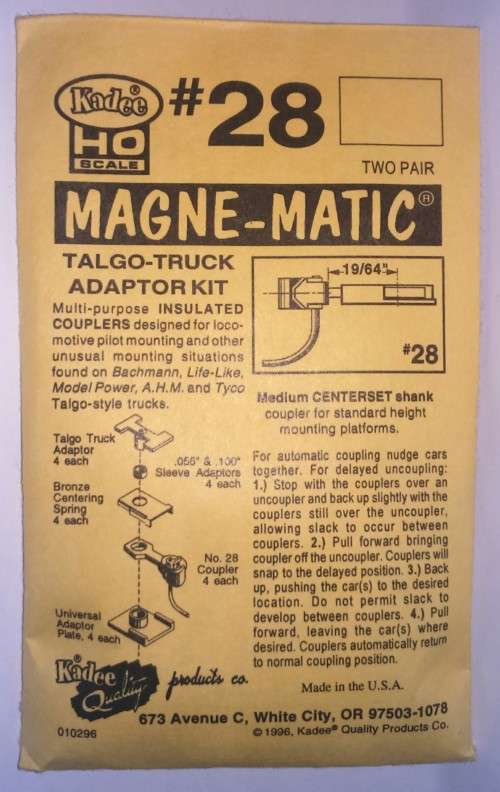 Kadee®
HO
SCALE
#28
TWO PAIR
MAGNE-MATIC®
TALGO-TRUCK
ADAPTOR KIT
Multi-purpose INSULATED
COUPLERS designed for loco-
motive pilot mounting and other
unusual mounting situations
found on Bachmann, Life-Like,
Model Power, A.H.M. and Tyco
Talgo-style trucks.
19/64"
#28
Medium CENTERSET shank
coupler for standard height
mounting platforms.
Talgo Truck
Adaptor
4 each
.056" & .100"
Sleeve Adaptors
4 each
Bronze
Centering
Spring
4 each
No. 28
Coupler
4 each
Universal
Adaptor
Plate, 4 each
For automatic coupling nudge cars
together. For delayed uncoupling:
1.) Stop with the couplers over an
uncoupler and back up slightly with the
couplers still over the uncoupler,
allowing slack to occur between
couplers. 2.) Pull forward bringing
coupler off the uncoupler. Couplers will
snap to the delayed position. 3.) Back
up, pushing the car(s) to the desired
location. Do not permit slack to
develop between couplers. 4.) Pull
forward, leaving the car(s) where
desired. Couplers automatically return
to normal coupling position.
Kadee
Quality
products co.
Made in the U.S.A.
673 Avenue C, White City, OR 97503-1078
010296
© 1996, Kadee® Quality Products Co.